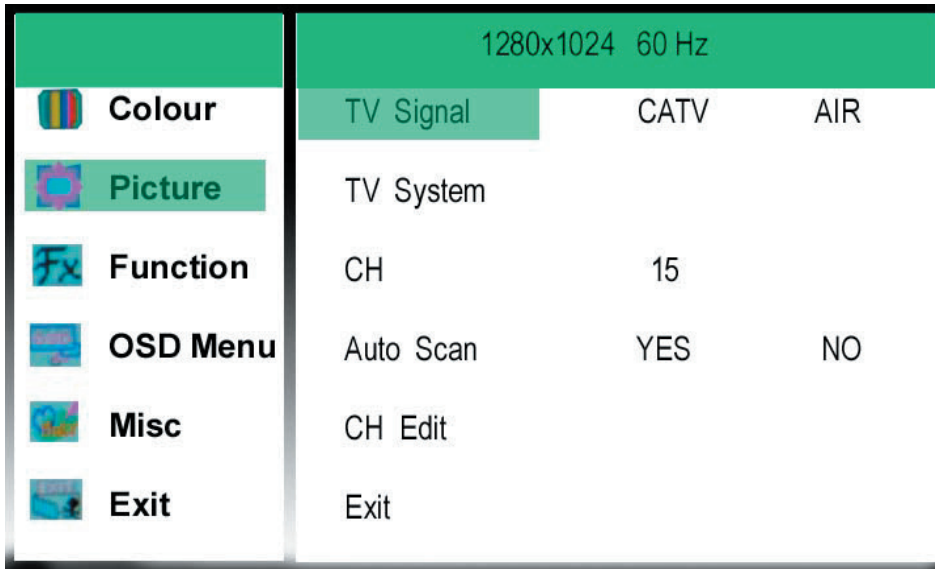 1280x1024 60 Hz
Colour
Picture
Function
OSD Menu
Misc
Exit
TV Signal CATV AIR
TV System
CH 15
Auto Scan YES NO
CH Edit
Exit